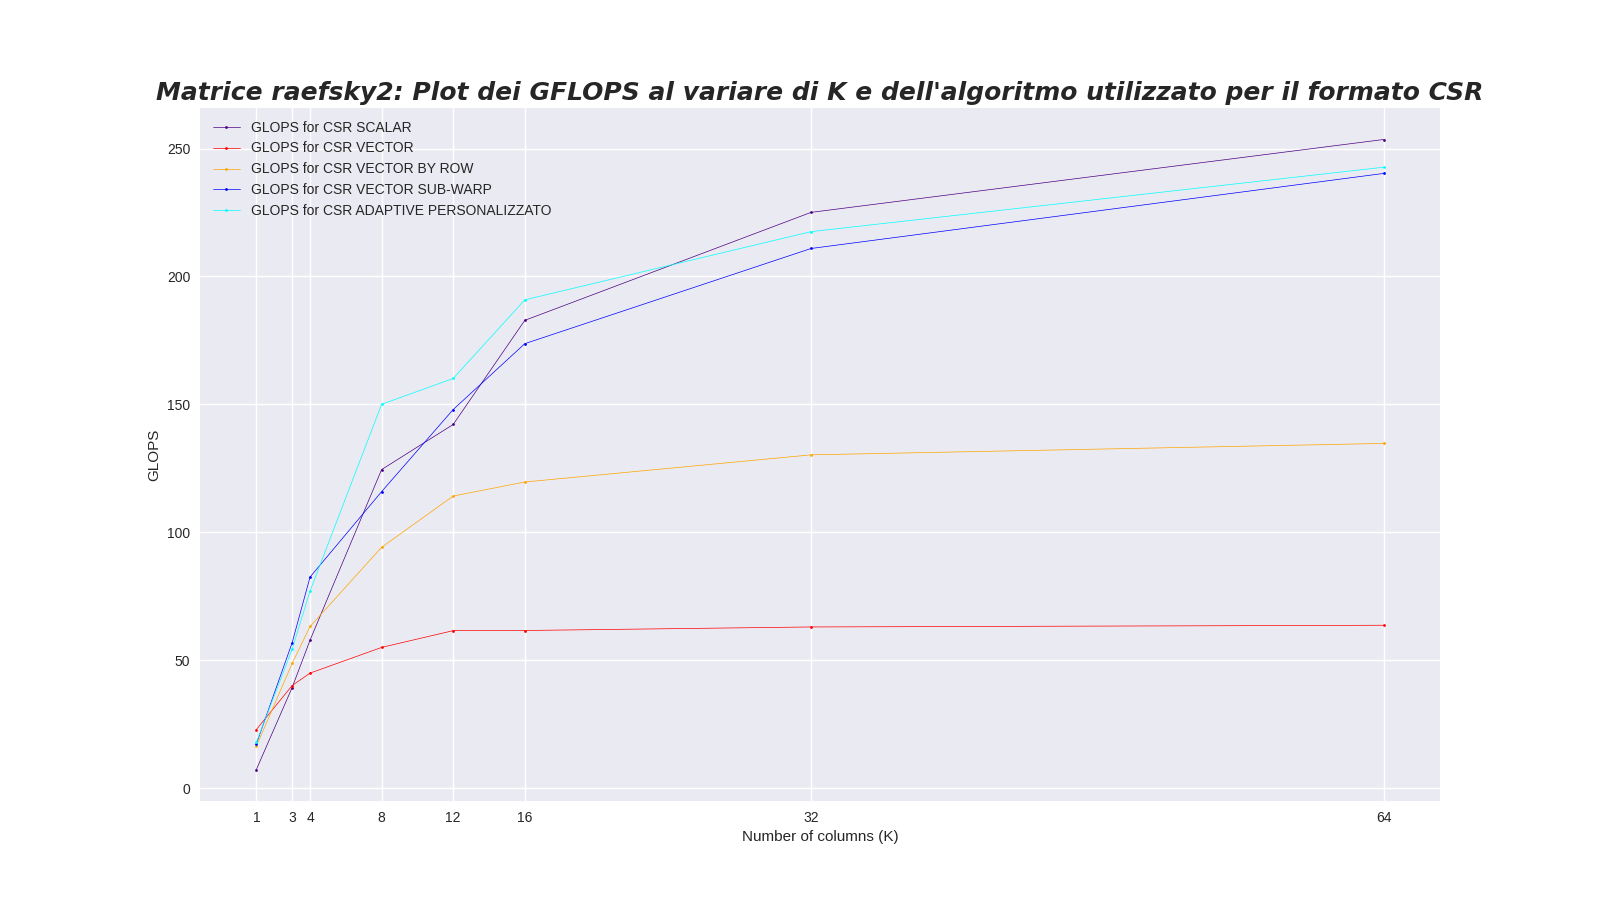 Matrice raefsky2: Plot dei GFLOPS al variare di K e dell'algoritmo utilizzato per il formato CSR
GLOPS for CSR SCALAR
GLOPS for CSR VECTOR
GLOPS for CSR VECTOR BY ROW
GLOPS for CSR VECTOR SUB-WARP
GLOPS for CSR ADAPTIVE PERSONALIZZATO
250
200
150
100
50
0
GLOPS
1 3 4 8 12 16 32 64
Number of columns (K)